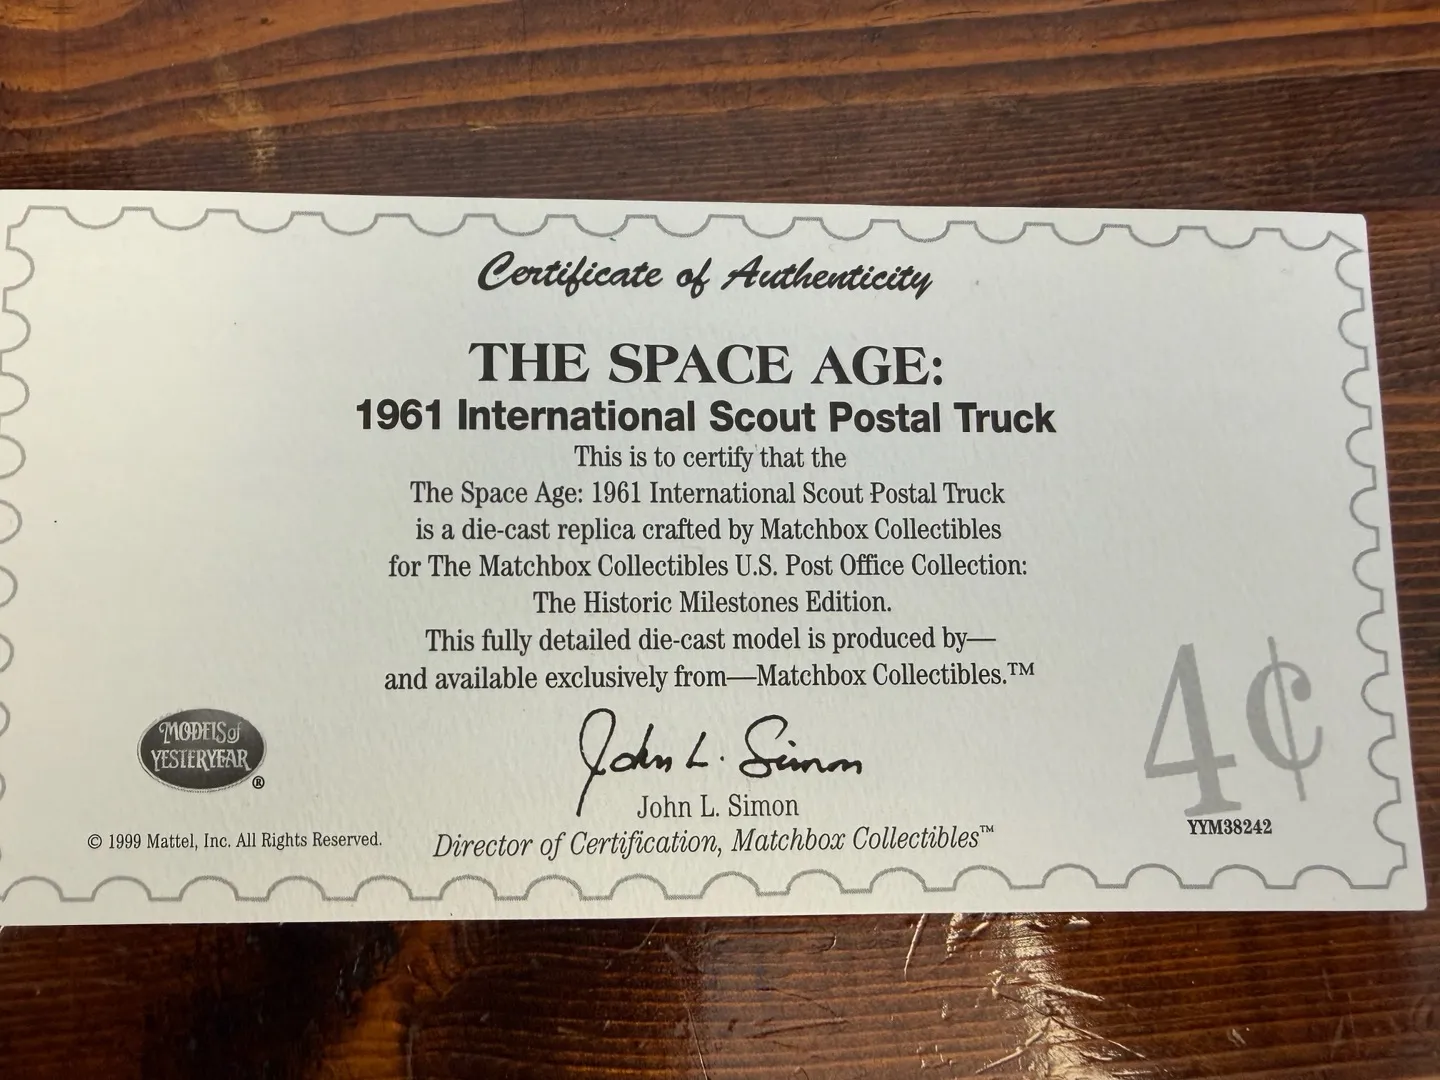 Certificate of Authenticity
THE SPACE AGE:
1961 International Scout Postal Truck
This is to certify that the
The Space Age: 1961 International Scout Postal Truck
is a die-cast replica crafted by Matchbox Collectibles
for The Matchbox Collectibles U.S. Post Office Collection:
The Historic Milestones Edition.
This fully detailed die-cast model is produced by—
and available exclusively from—Matchbox Collectibles.™
MODELS of
YESTERYEAR
®
John L. Simon
John L. Simon
Director of Certification, Matchbox Collectibles™
© 1999 Mattel, Inc. All Rights Reserved.
4¢
YYM38242